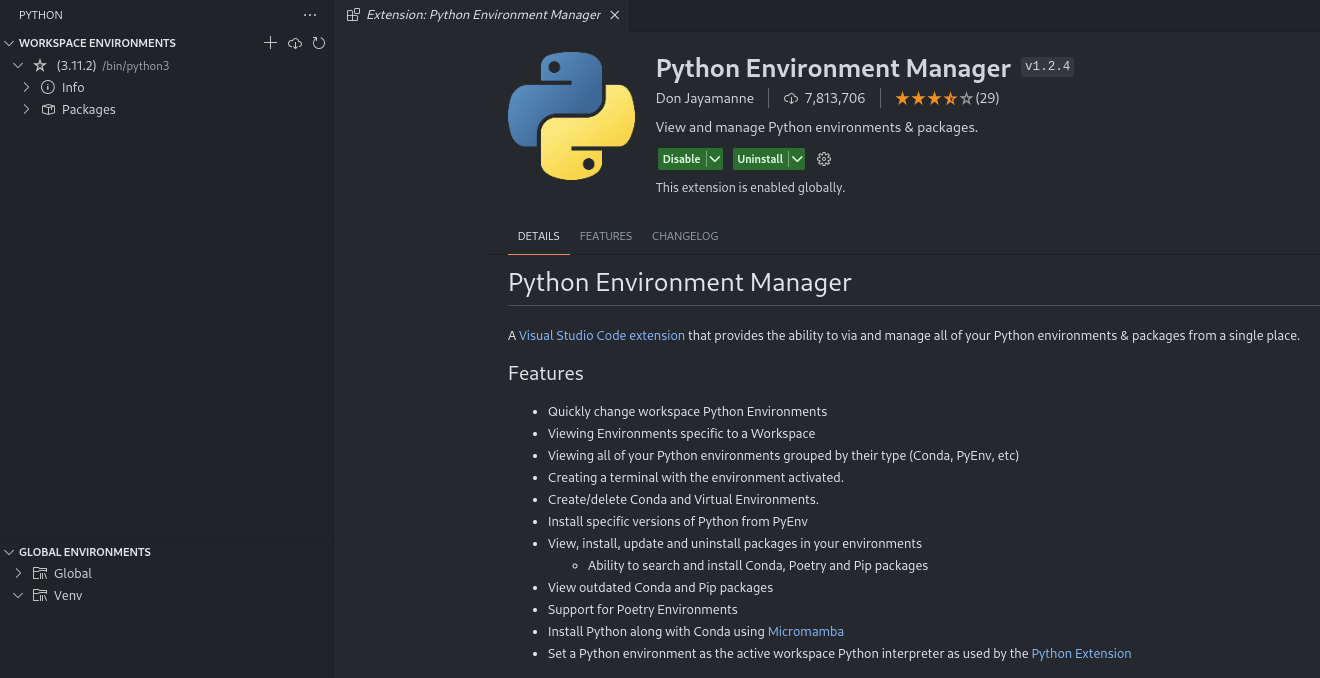 PYTHON
WORKSPACE ENVIRONMENTS
(3.11.2) /bin/python3
Info
Packages
GLOBAL ENVIRONMENTS
Global
Venv
Extension: Python Environment Manager
Python Environment Manager v1.2.4
Don Jayamanne 7,813,706 (29)
View and manage Python environments & packages.
Disable Uninstall
This extension is enabled globally.
DETAILS FEATURES CHANGELOG
Python Environment Manager
A Visual Studio Code extension that provides the ability to via and manage all of your Python environments & packages from a single place.
Features
Quickly change workspace Python Environments
Viewing Environments specific to a Workspace
Viewing all of your Python environments grouped by their type (Conda, PyEnv, etc)
Creating a terminal with the environment activated.
Create/delete Conda and Virtual Environments.
Install specific versions of Python from PyEnv
View, install, update and uninstall packages in your environments
Ability to search and install Conda, Poetry and Pip packages
View outdated Conda and Pip packages
Support for Poetry Environments
Install Python along with Conda using Micromamba
Set a Python environment as the active workspace Python interpreter as used by the Python Extension